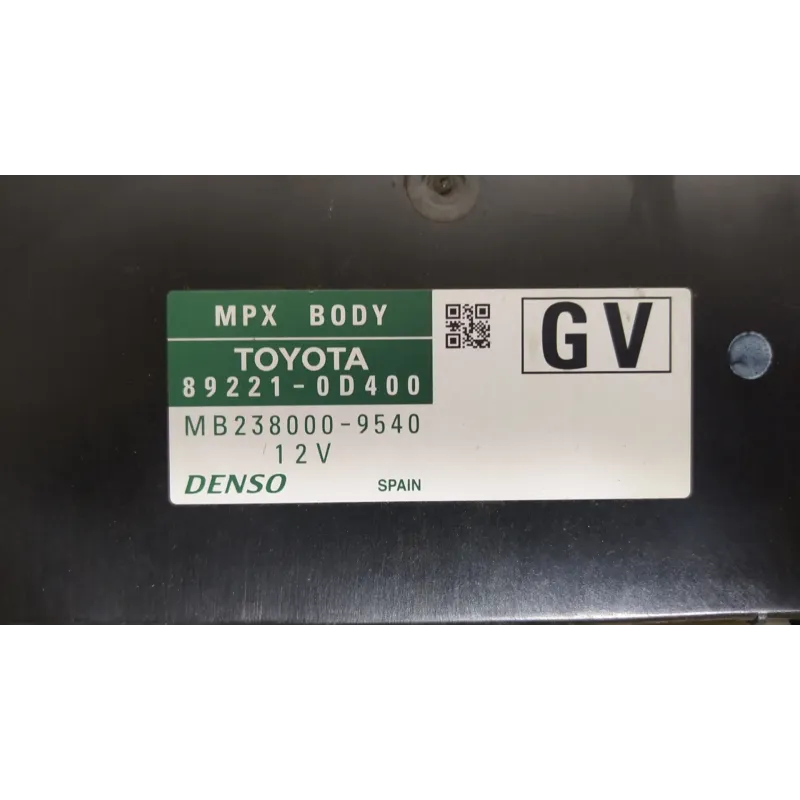 MPX BODY
GV
TOYOTA
89221-0D400
MB238000-9540
12V
DENSO SPAIN